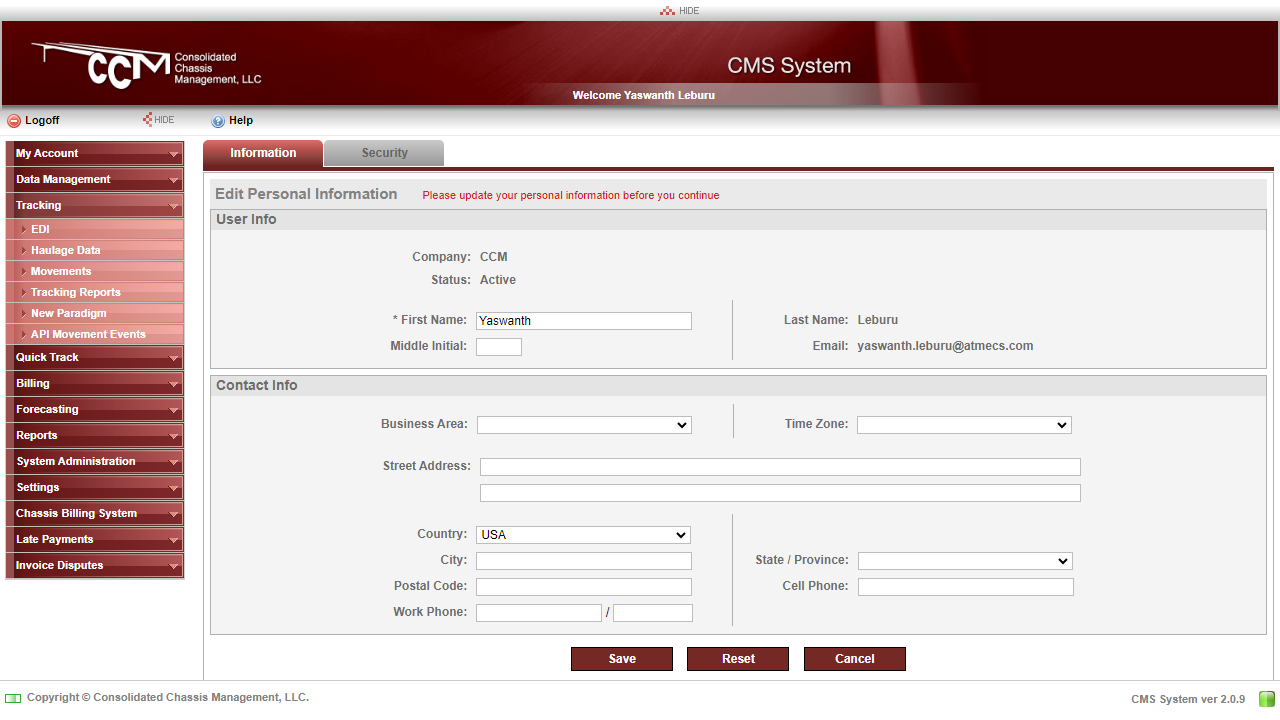 HIDE
CCM Consolidated
Chassis
Management, LLC
CMS System
Welcome Yaswanth Leburu
Logoff
HIDE
Help
My Account
Data Management
Tracking
EDI
Haulage Data
Movements
Tracking Reports
New Paradigm
API Movement Events
Quick Track
Billing
Forecasting
Reports
System Administration
Settings
Chassis Billing System
Late Payments
Invoice Disputes
Information Security
Edit Personal Information Please update your personal information before you continue
User Info
Company: CCM
Status: Active
* First Name: Yaswanth Last Name: Leburu
Middle Initial: Email: yaswanth.leburu@atmecs.com
Contact Info
Business Area: Time Zone:
Street Address:
Country: USA
City: State / Province:
Postal Code: Cell Phone:
Work Phone: /
Save Reset Cancel
Copyright © Consolidated Chassis Management, LLC. CMS System ver 2.0.9